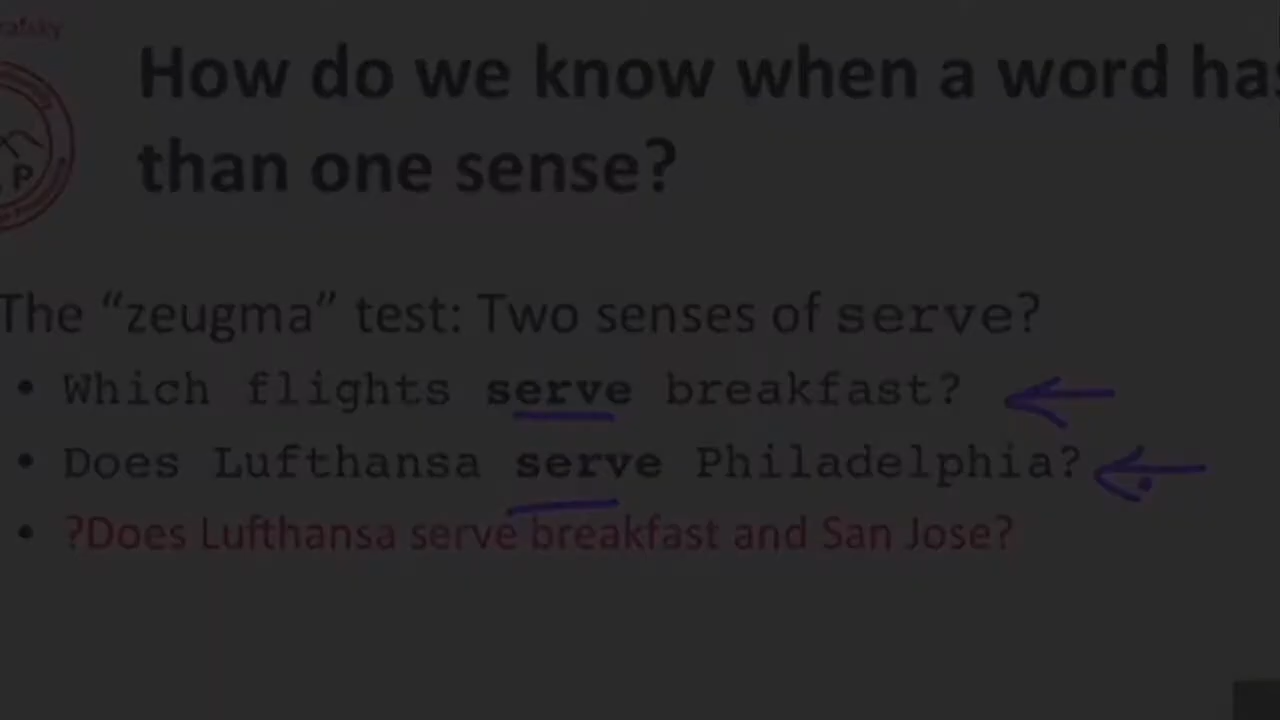 How do we know when a word has
than one sense?
The “zeugma” test: Two senses of serve?
• Which flights serve breakfast?
• Does Lufthansa serve Philadelphia?
• ?Does Lufthansa serve breakfast and San Jose?